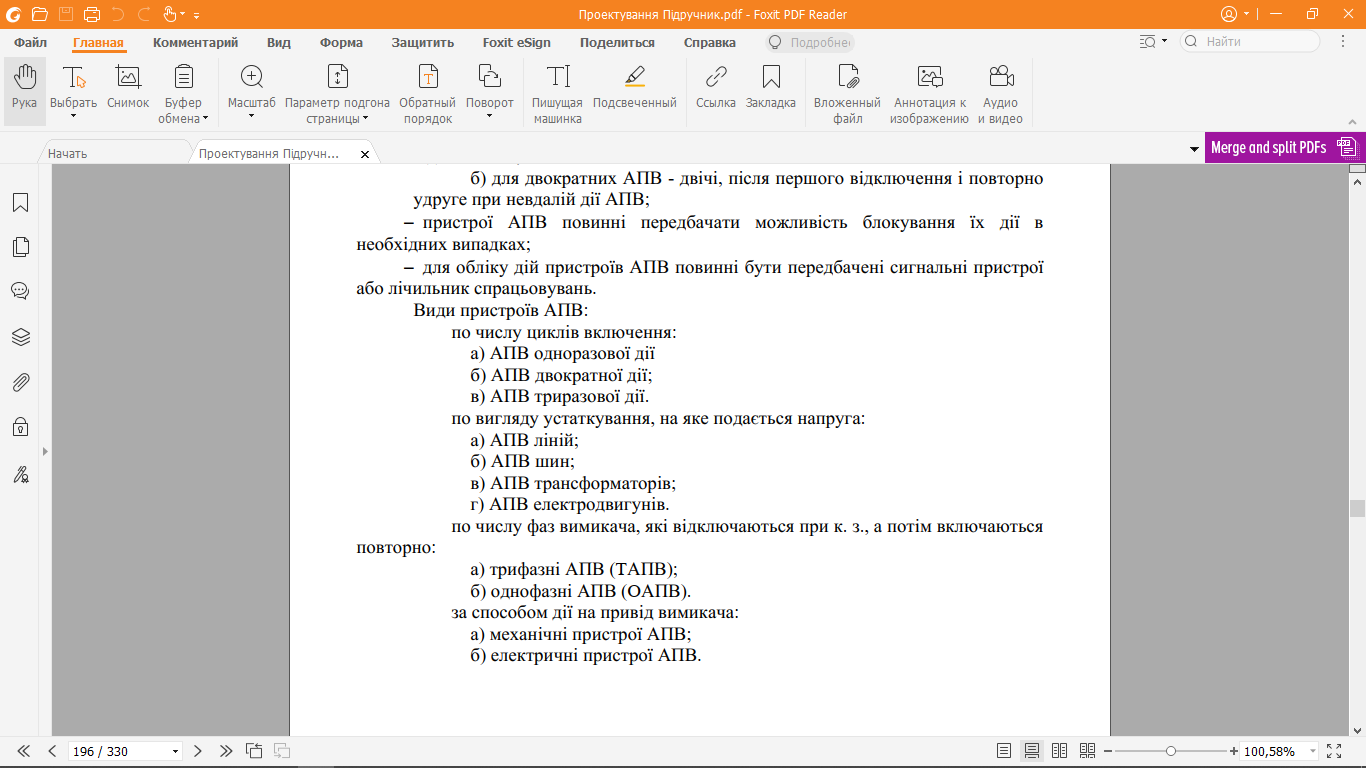 Проектування Підручник.pdf - Foxit PDF Reader
Файл Главная Комментарий Вид Форма Защитить Foxit eSign Поделиться Справка Подробнее Найти
Рука Выбрать Снимок Буфер обмена Масштаб Параметр подгона страницы Обратный порядок Поворот Пишущая машинка Подсвеченный Ссылка Закладка Вложенный файл Аннотация к изображению Аудио и видео
Начать Проектування Підручн... Merge and split PDFs
б) для двократних АПВ - двічі, після першого відключення і повторно
удруге при невдалій дії АПВ;
– пристрої АПВ повинні передбачати можливість блокування їх дії в
необхідних випадках;
– для обліку дій пристроїв АПВ повинні бути передбачені сигнальні пристрої
або лічильник спрацьовувань.
Види пристроїв АПВ:
по числу циклів включення:
а) АПВ одноразової дії
б) АПВ двократної дії;
в) АПВ триразової дії.
по вигляду устаткування, на яке подається напруга:
а) АПВ ліній;
б) АПВ шин;
в) АПВ трансформаторів;
г) АПВ електродвигунів.
по числу фаз вимикача, які відключаються при к. з., а потім включаються
повторно:
а) трифазні АПВ (ТАПВ);
б) однофазні АПВ (ОАПВ).
за способом дії на привід вимикача:
а) механічні пристрої АПВ;
б) електричні пристрої АПВ.
196 / 330 100,58%